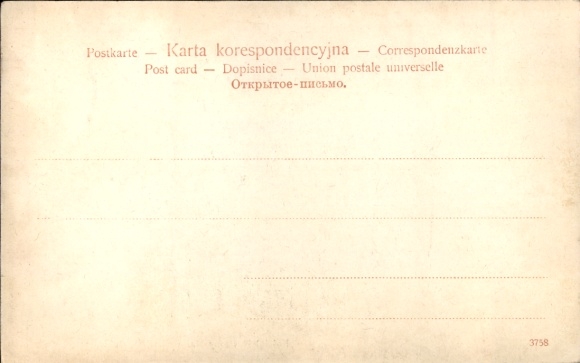 Postkarte — Karta korespondencyjna — Correspondenzkarte
Post card — Dopisnice — Union postale universelle
Открытое-письмо.
3758